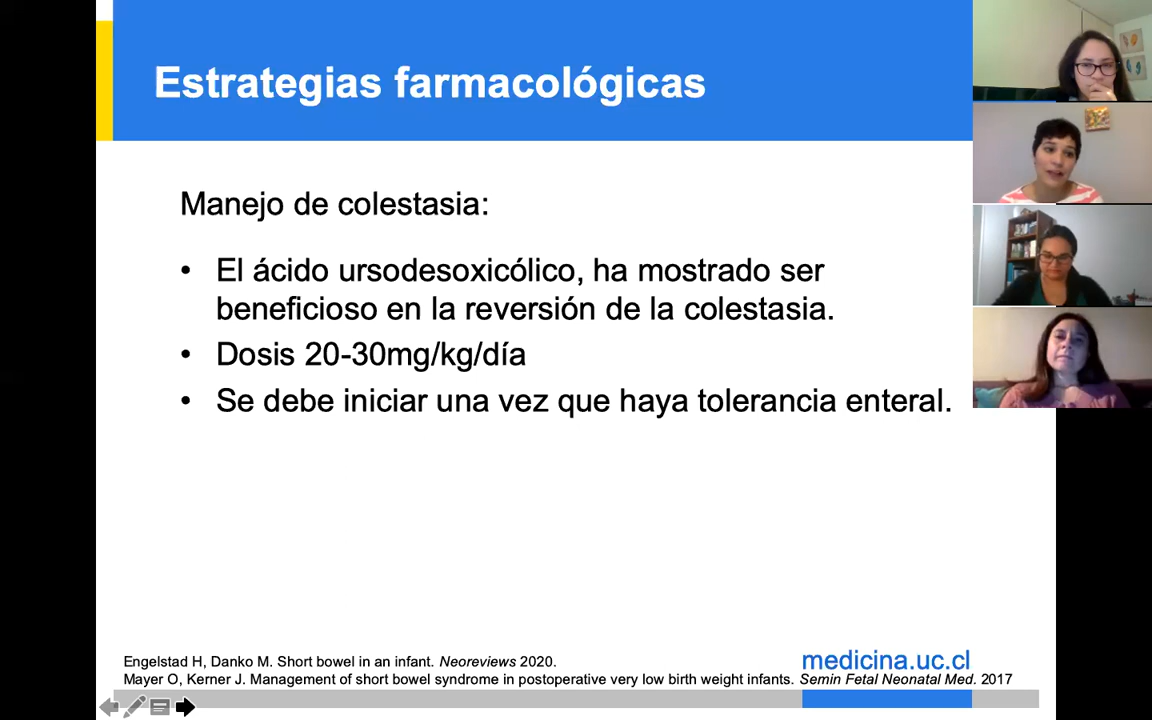 Estrategias farmacológicas
Manejo de colestasia:
• El ácido ursodesoxicólico, ha mostrado ser
beneficioso en la reversión de la colestasia.
• Dosis 20-30mg/kg/día
• Se debe iniciar una vez que haya tolerancia enteral.
Engelstad H, Danko M. Short bowel in an infant. Neoreviews 2020.
Mayer O, Kerner J. Management of short bowel syndrome in postoperative very low birth weight infants. Semin Fetal Neonatal Med. 2017
medicina.uc.cl